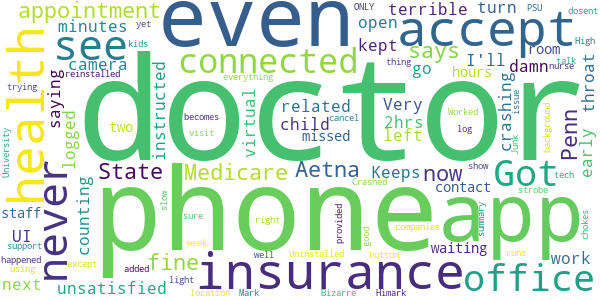 appointment
even
terrible
turn
ONLY
PSU
dosent
minutes
see
open
accept
yet
kids
High
talk
camera
kept
says
room
nurse
health
saying
reinstalled
connected
go
I'll
thing
trying
everything
hours
damn
doctor
instructed
virtual
related
Very
2hrs
crashing
throat
becomes
Worked
cancel
issue
background
logged
two
child
missed
left
log
Penn
early
University
visit
Junk
never
State
Medicare
Aetna
Keeps
now
Got
show
phone
app
contact
strobe
tech
counting
slow
sure
right
provided
good
companies
summary
chokes
staff
UI
week
waiting
runs
support
fine
insurance
office
work
happened
except
well
Uninstalled
button
Crashed
next
using
unsatisfied
added
light
location
Mark
Bizarre
Himark